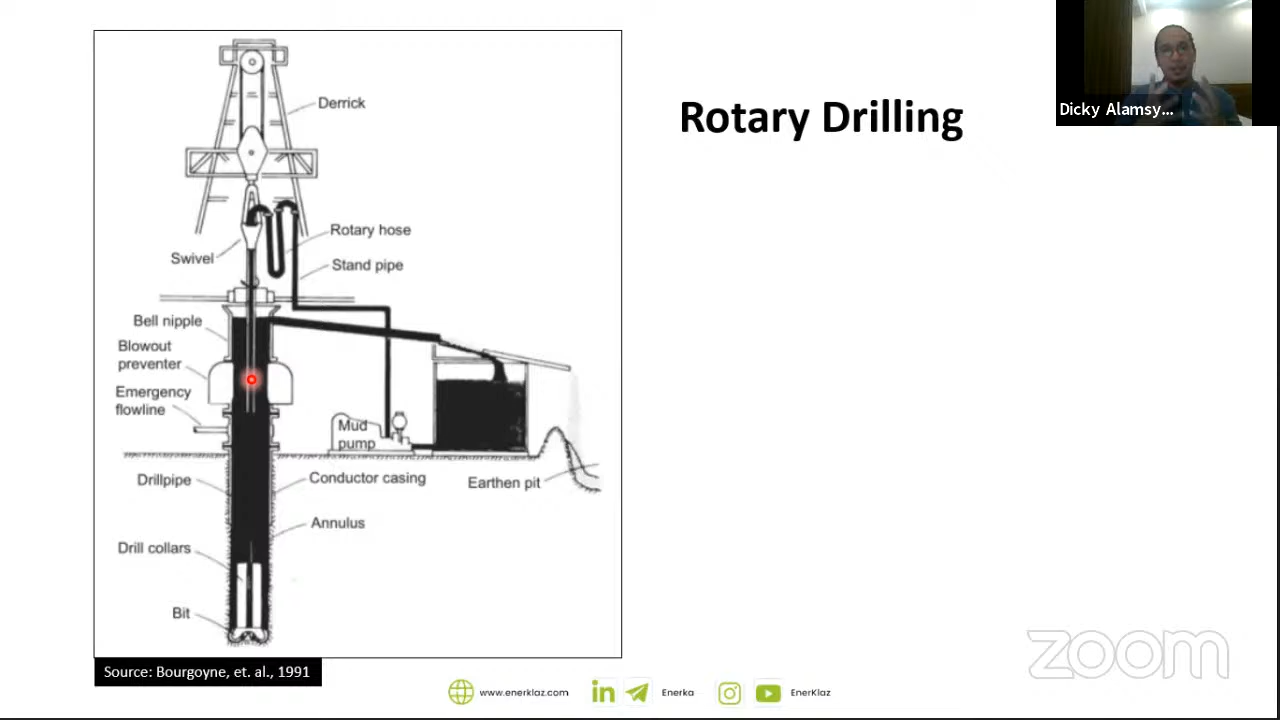 Rotary Drilling
Dicky Alamsy...
Derrick
Rotary hose
Swivel
Stand pipe
Bell nipple
Blowout
preventer
Emergency
flowline
Mud
pump
Drillpipe
Conductor casing
Earthen pit
Annulus
Drill collars
Bit
Source: Bourgoyne, et. al., 1991
www.enerklaz.com
Enerka
EnerKlaz
zoom